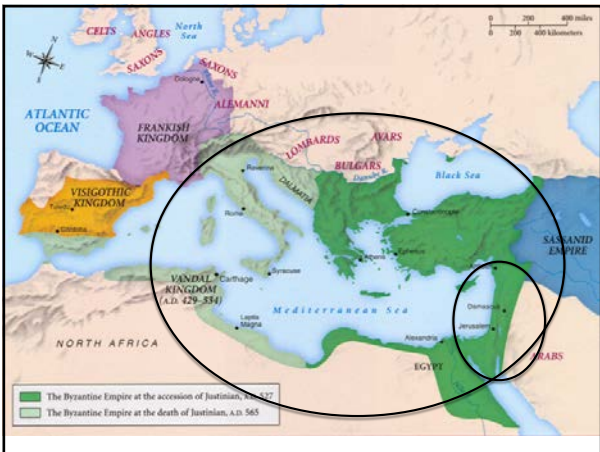 CELTS
ANGLES
North
Sea
0 200 400 miles
0 200 400 kilometers
N
W
E
S
SAXONS
SAXONS
Cologne
ALEMANNI
ATLANTIC
OCEAN
FRANKISH
KINGDOM
LOMBARDS
AVARS
BULGARS
Danube R.
Black Sea
VISIGOTHIC
KINGDOM
Toledo
Córdoba
Ravenna
DALMATIA
Rome
Constantinople
SASSANID
EMPIRE
Athens
Ephesus
VANDAL
KINGDOM
(A.D. 429–534)
Carthage
Syracuse
Mediterranean Sea
Leptis
Magna
Damascus
Jerusalem
Alexandria
NORTH AFRICA
EGYPT
ARABS
The Byzantine Empire at the accession of Justinian, A.D. 527
The Byzantine Empire at the death of Justinian, A.D. 565